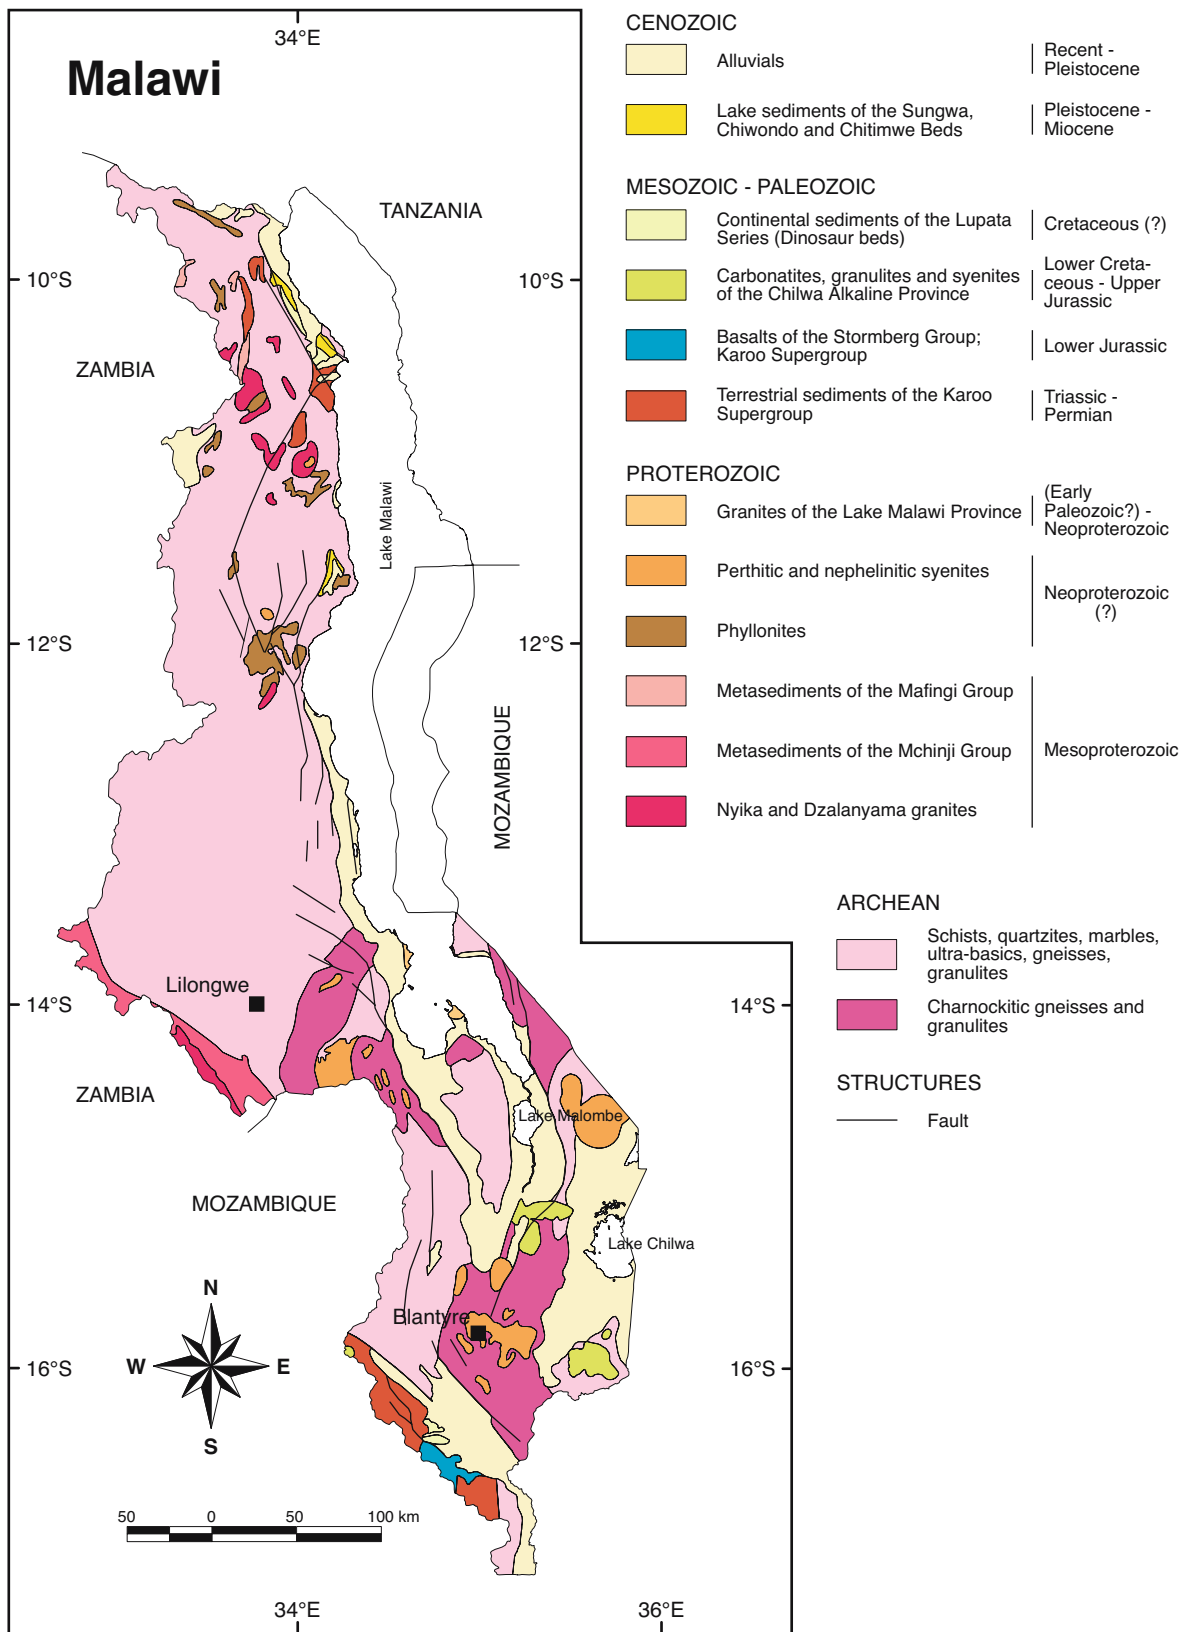 34°E
Malawi
TANZANIA
10°S
10°S
ZAMBIA
Lake Malawi
12°S
12°S
MOZAMBIQUE
Lilongwe
14°S
14°S
ZAMBIA
Lake Malombe
MOZAMBIQUE
Lake Chilwa
N
Blantyre
W
E
16°S
16°S
S
50
0
50
100 km
34°E
36°E
CENOZOIC
Alluvials
Recent -
Pleistocene
Lake sediments of the Sungwa,
Chiwondo and Chitimwe Beds
Pleistocene -
Miocene
MESOZOIC - PALEOZOIC
Continental sediments of the Lupata
Series (Dinosaur beds)
Cretaceous (?)
Carbonatites, granulites and syenites
of the Chilwa Alkaline Province
Lower Creta-
ceous - Upper
Jurassic
Basalts of the Stormberg Group;
Karoo Supergroup
Lower Jurassic
Terrestrial sediments of the Karoo
Supergroup
Triassic -
Permian
PROTEROZOIC
Granites of the Lake Malawi Province
(Early
Paleozoic?) -
Neoproterozoic
Perthitic and nephelinitic syenites
Neoproterozoic
(?)
Phyllonites
Metasediments of the Mafingi Group
Metasediments of the Mchinji Group
Mesoproterozoic
Nyika and Dzalanyama granites
ARCHEAN
Schists, quartzites, marbles,
ultra-basics, gneisses,
granulites
Charnockitic gneisses and
granulites
STRUCTURES
Fault